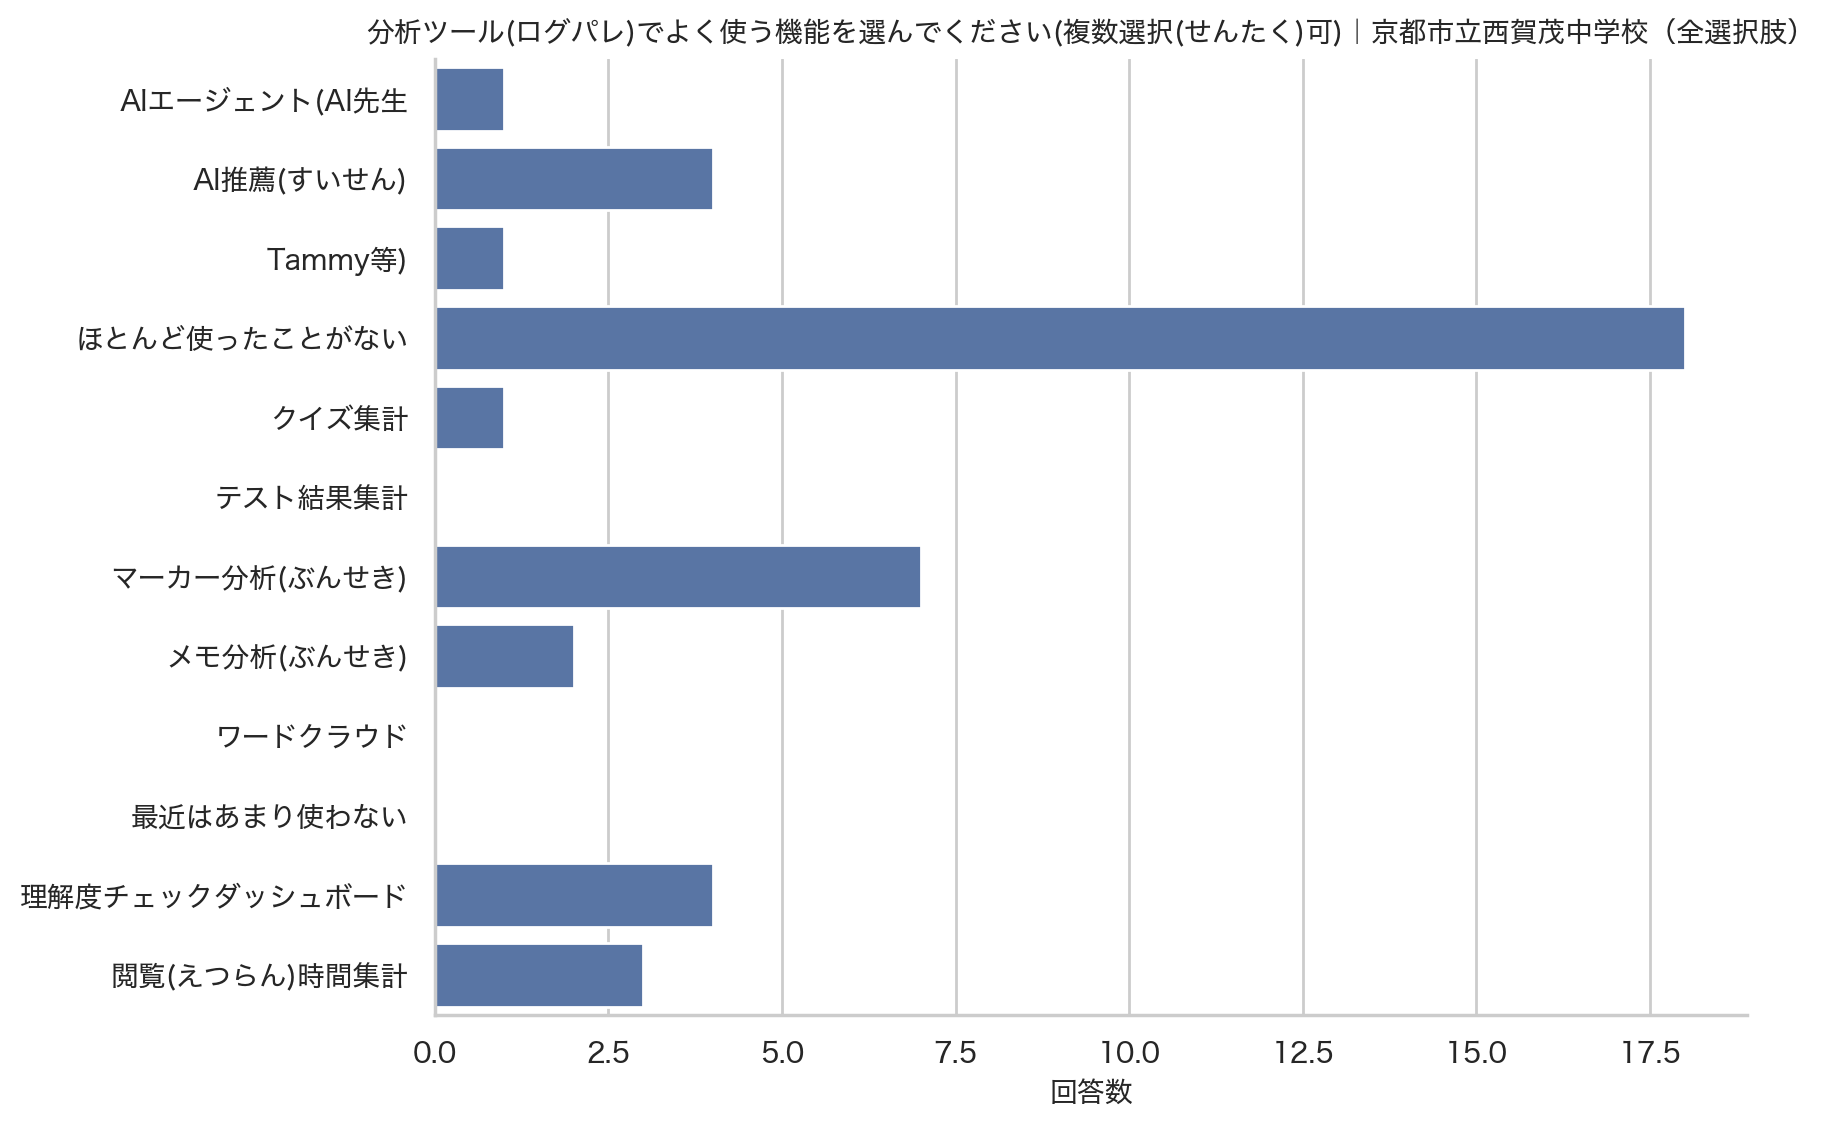 分析ツール(ログパレ)でよく使う機能を選んでください(複数選択(せんたく)可)｜京都市立西賀茂中学校（全選択肢）
AIエージェント(AI先生
AI推薦(すいせん)
Tammy等)
ほとんど使ったことがない
クイズ集計
テスト結果集計
マーカー分析(ぶんせき)
メモ分析(ぶんせき)
ワードクラウド
最近はあまり使わない
理解度チェックダッシュボード
閲覧(えつらん)時間集計
0.0 2.5 5.0 7.5 10.0 12.5 15.0 17.5
回答数